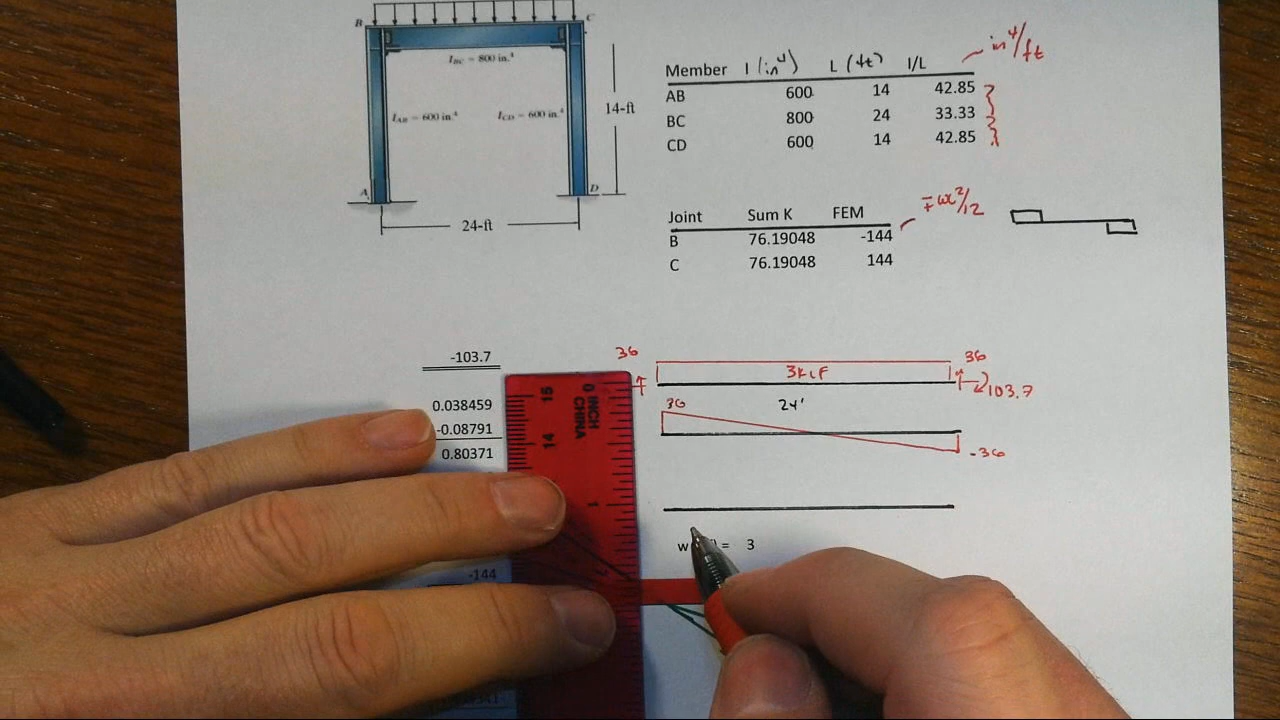 B C
I_BC = 800 in.⁴
I_AB = 600 in.⁴ I_CD = 600 in.⁴
14-ft
A D
24-ft
in⁴/ft
Member I (in⁴) L (ft) I/L
AB 600 14 42.85
BC 800 24 33.33
CD 600 14 42.85
∓ωl²/12
Joint Sum K FEM
B 76.19048 -144
C 76.19048 144
-103.7
0.038459
-0.08791
0.80371
-144
36 36
3KLF
103.7
24'
36
-36
w = 3
0 INCH
CHINA
15
14
1